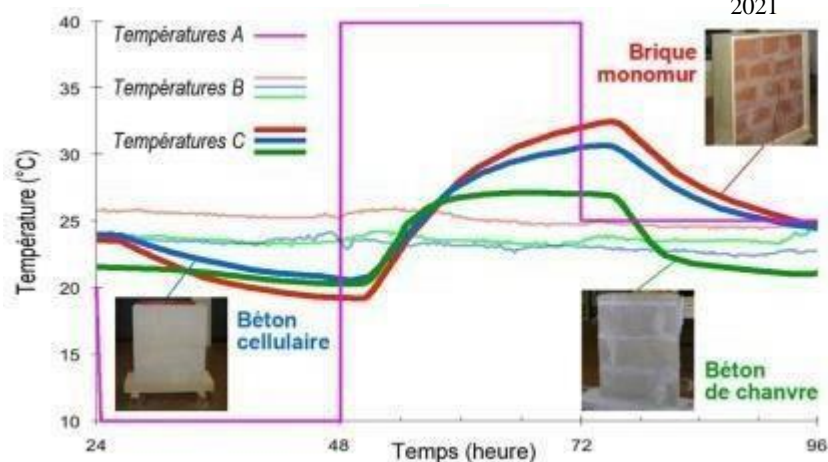 2021
40
35
30
25
20
15
10
Température (°C)
Températures A
Températures B
Températures C
Brique
monomur
Béton
cellulaire
Béton
de chanvre
24
48
72
96
Temps (heure)